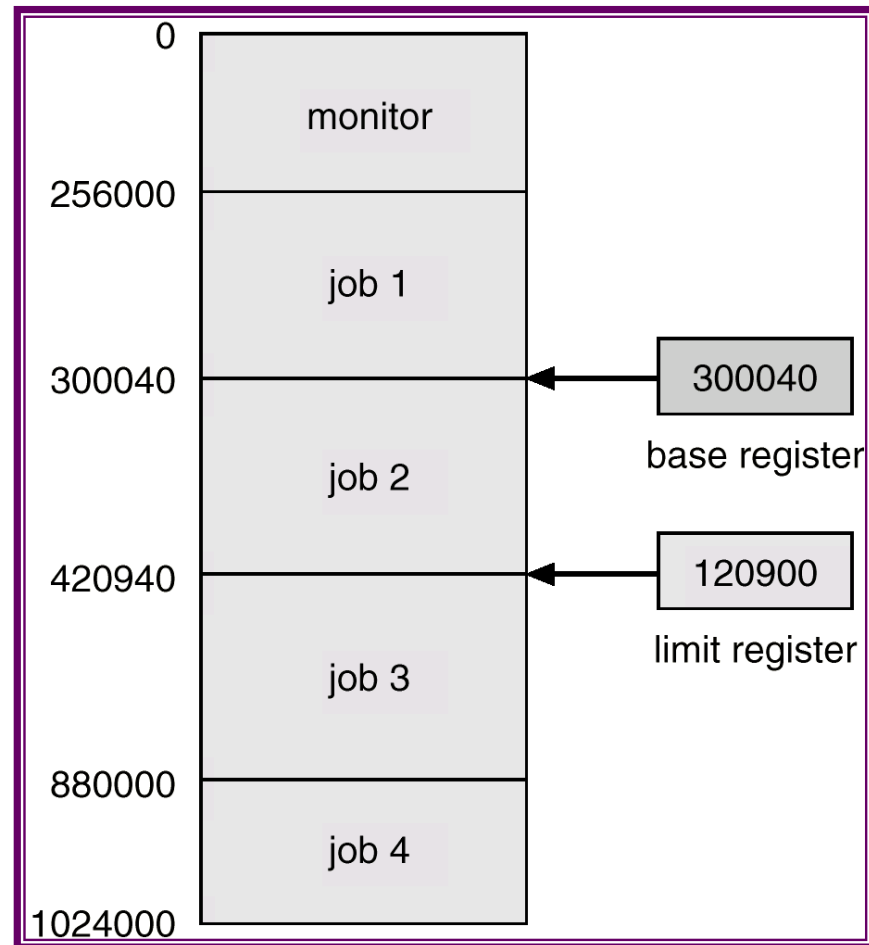 0
monitor
256000
job 1
300040
300040
base register
job 2
420940
120900
limit register
job 3
880000
job 4
1024000